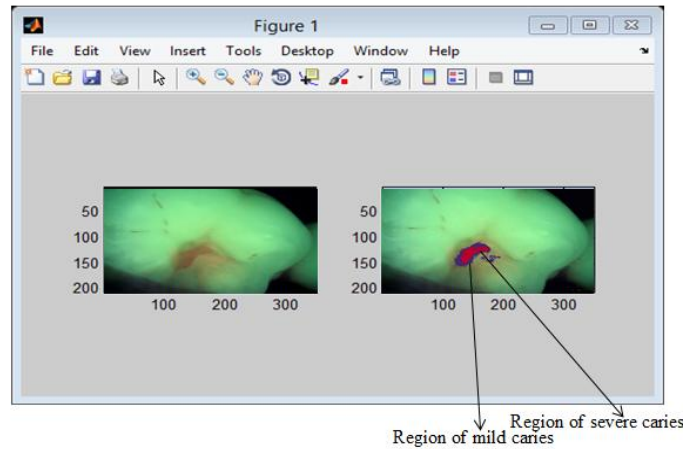 Figure 1
File Edit View Insert Tools Desktop Window Help
50
100
150
200
100 200 300
50
100
150
200
100 200 300
Region of severe caries
Region of mild caries